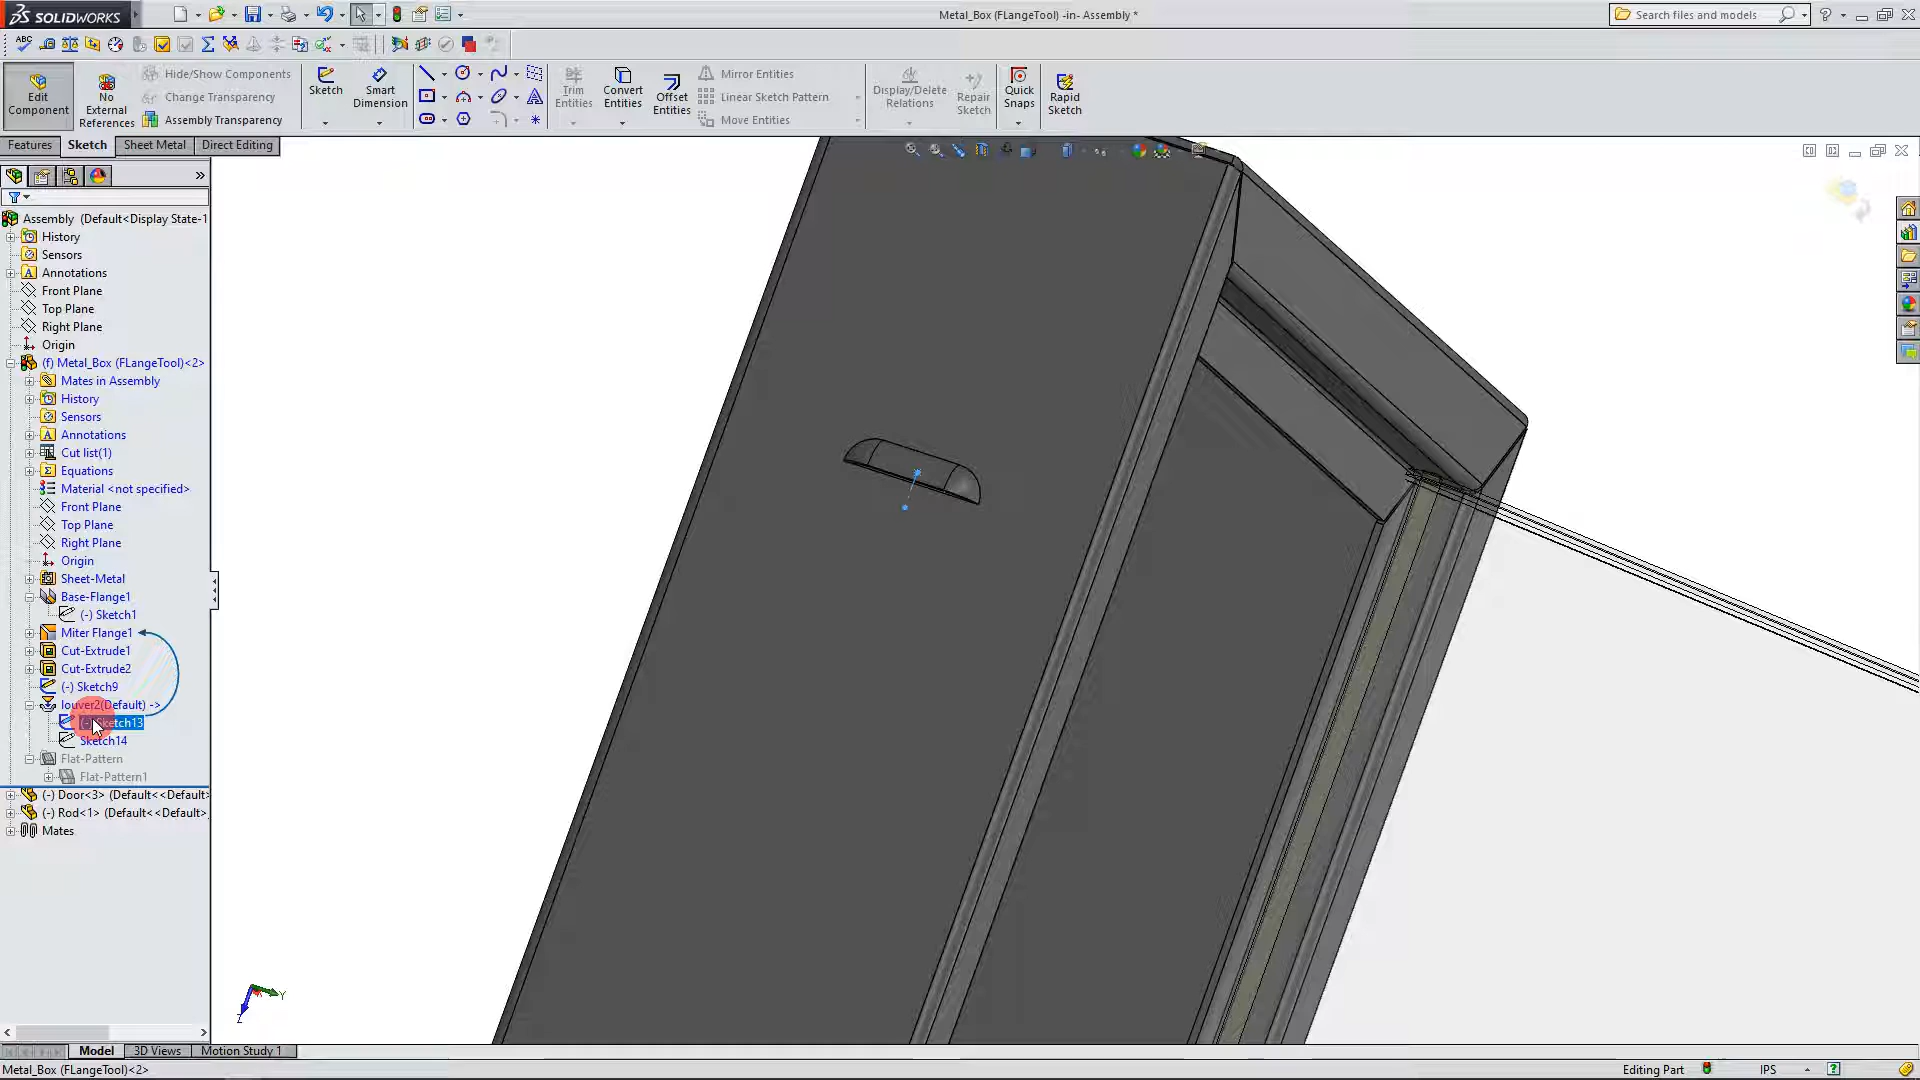 SOLIDWORKS
Metal_Box (FLangeTool) -in- Assembly *
Search files and models
ABC
Edit Component
No External References
Hide/Show Components
Change Transparency
Assembly Transparency
Sketch
Smart Dimension
Trim Entities
Convert Entities
Offset Entities
Mirror Entities
Linear Sketch Pattern
Move Entities
Display/Delete Relations
Repair Sketch
Quick Snaps
Rapid Sketch
Features
Sketch
Sheet Metal
Direct Editing
Assembly (Default<Display State-1
History
Sensors
Annotations
Front Plane
Top Plane
Right Plane
Origin
(f) Metal_Box (FLangeTool)<2>
Mates in Assembly
History
Sensors
Annotations
Cut list(1)
Equations
Material <not specified>
Front Plane
Top Plane
Right Plane
Origin
Sheet-Metal
Base-Flange1
(-) Sketch1
Miter Flange1
Cut-Extrude1
Cut-Extrude2
(-) Sketch9
louver2(Default) ->
(-) Sketch13
Sketch14
Flat-Pattern
Flat-Pattern1
(-) Door<3> (Default<<Default>
(-) Rod<1> (Default<<Default>
Mates
Y
Z
Model
3D Views
Motion Study 1
Metal_Box (FLangeTool)<2>
Editing Part
IPS